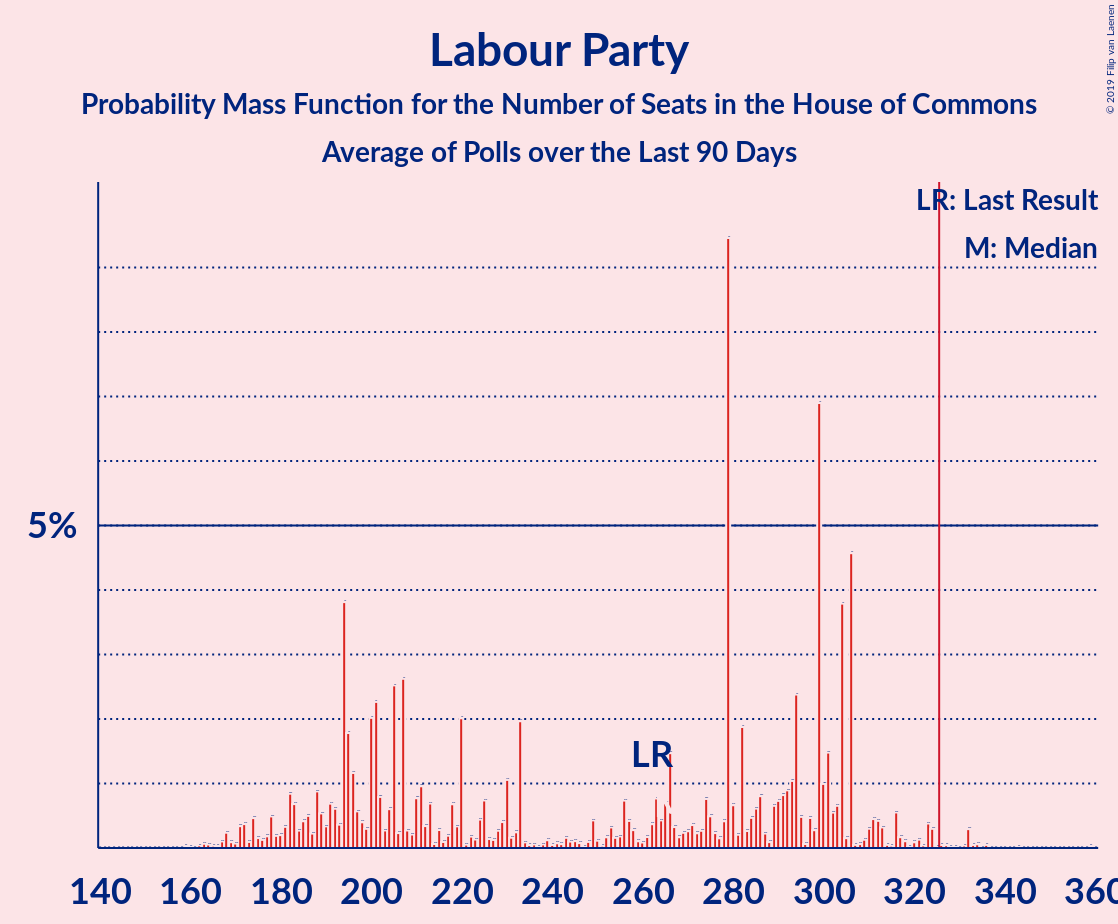 Labour Party
Probability Mass Function for the Number of Seats in the House of Commons
Average of Polls over the Last 90 Days
© 2019 Filip van Laenen
LR: Last Result
M: Median
5%
LR
140 160 180 200 220 240 260 280 300 320 340 360